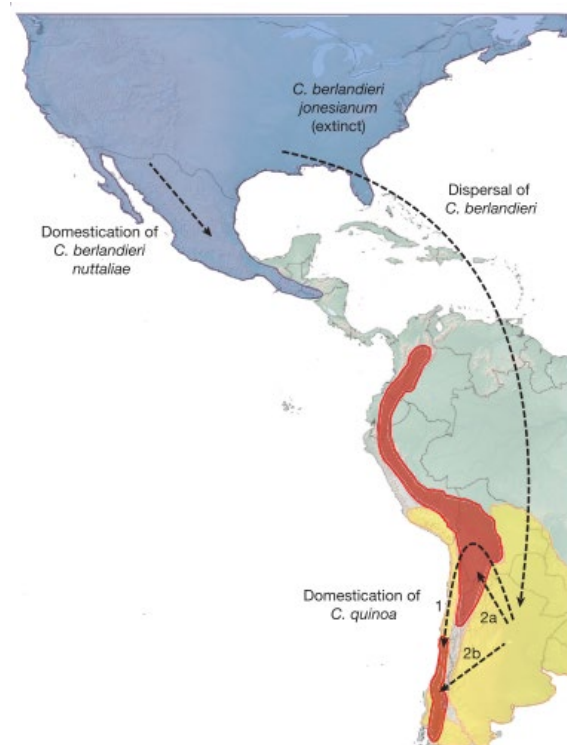 C. berlandieri
jonesianum
(extinct)
Dispersal of
C. berlandieri
Domestication of
C. berlandieri
nuttaliae
Domestication of
C. quinoa
1
2a
2b